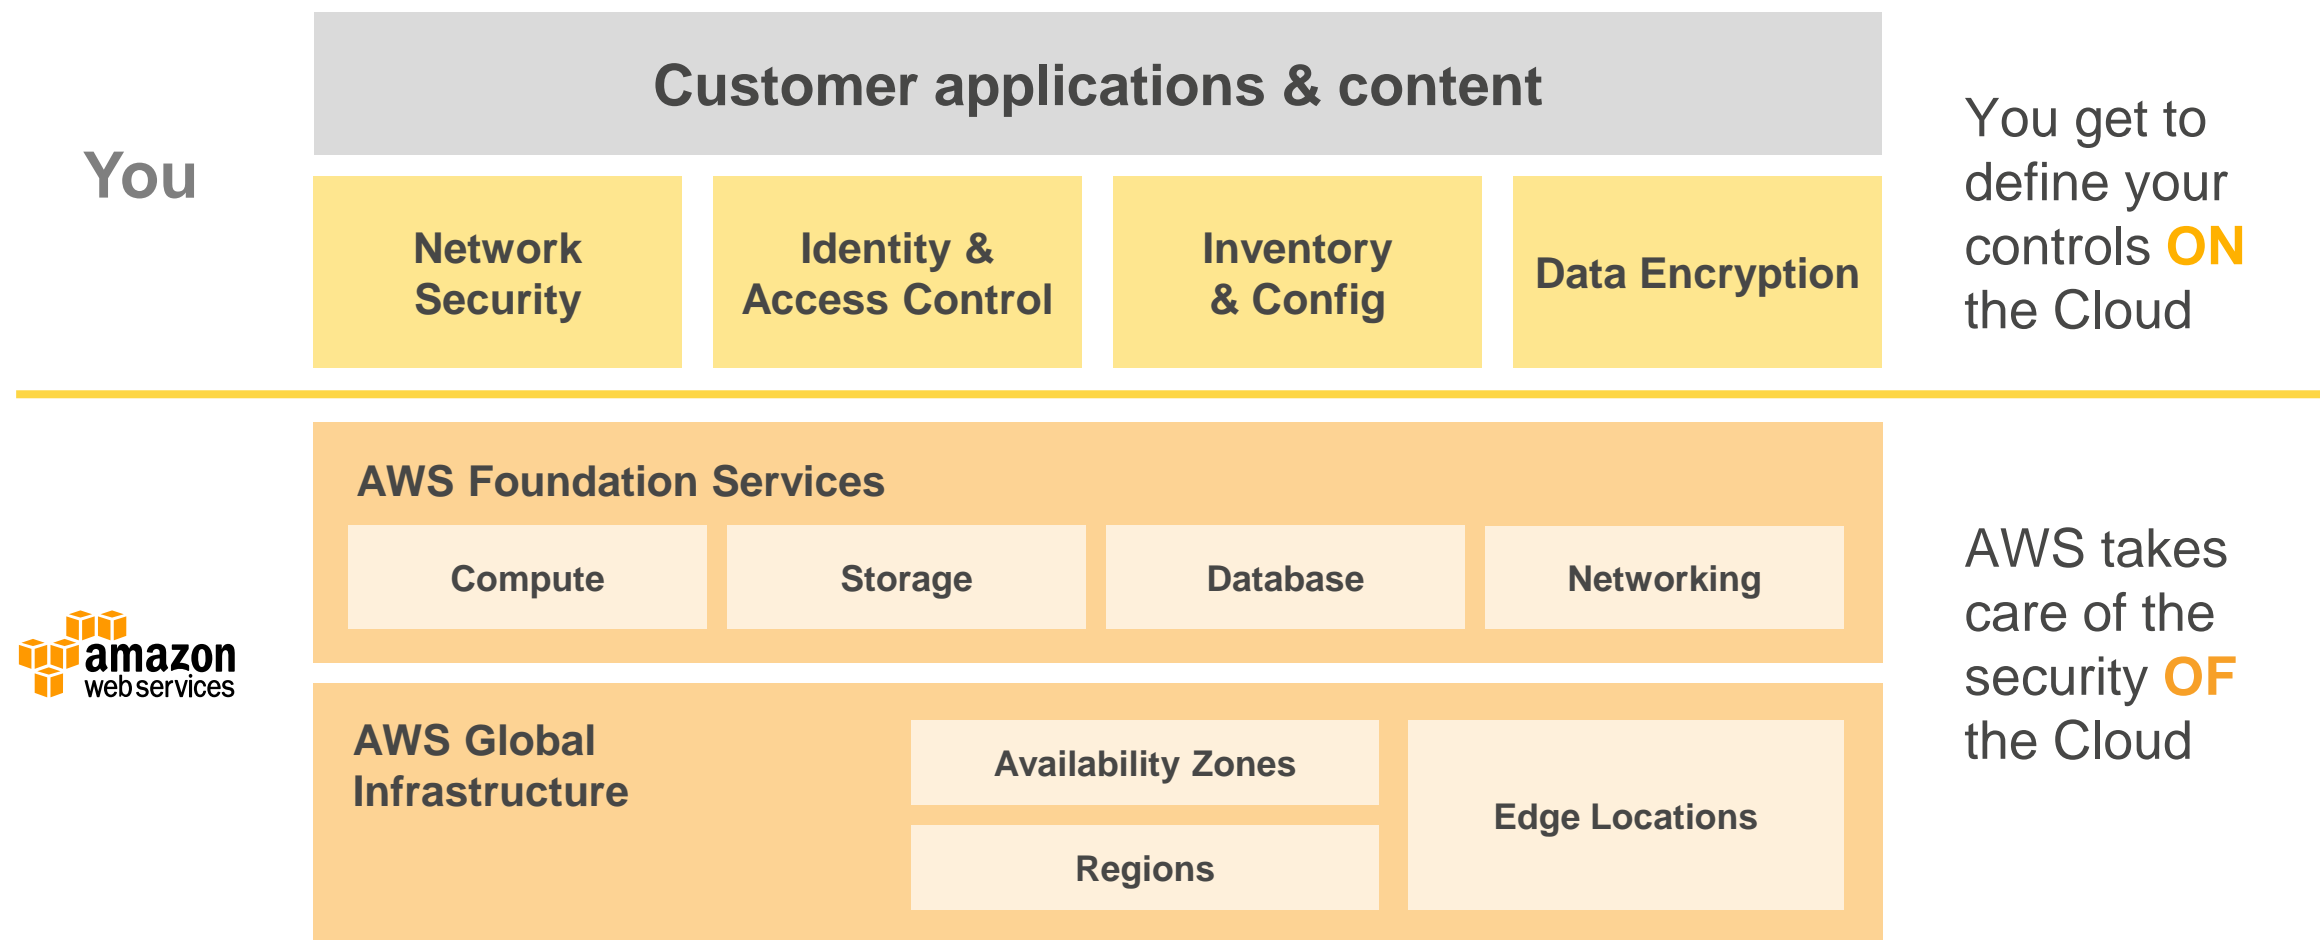 Customer applications & content
You
Network
Security
Identity &
Access Control
Inventory
& Config
Data Encryption
You get to
define your
controls ON
the Cloud
AWS Foundation Services
Compute
Storage
Database
Networking
amazon
web services
AWS Global
Infrastructure
Availability Zones
Regions
Edge Locations
AWS takes
care of the
security OF
the Cloud